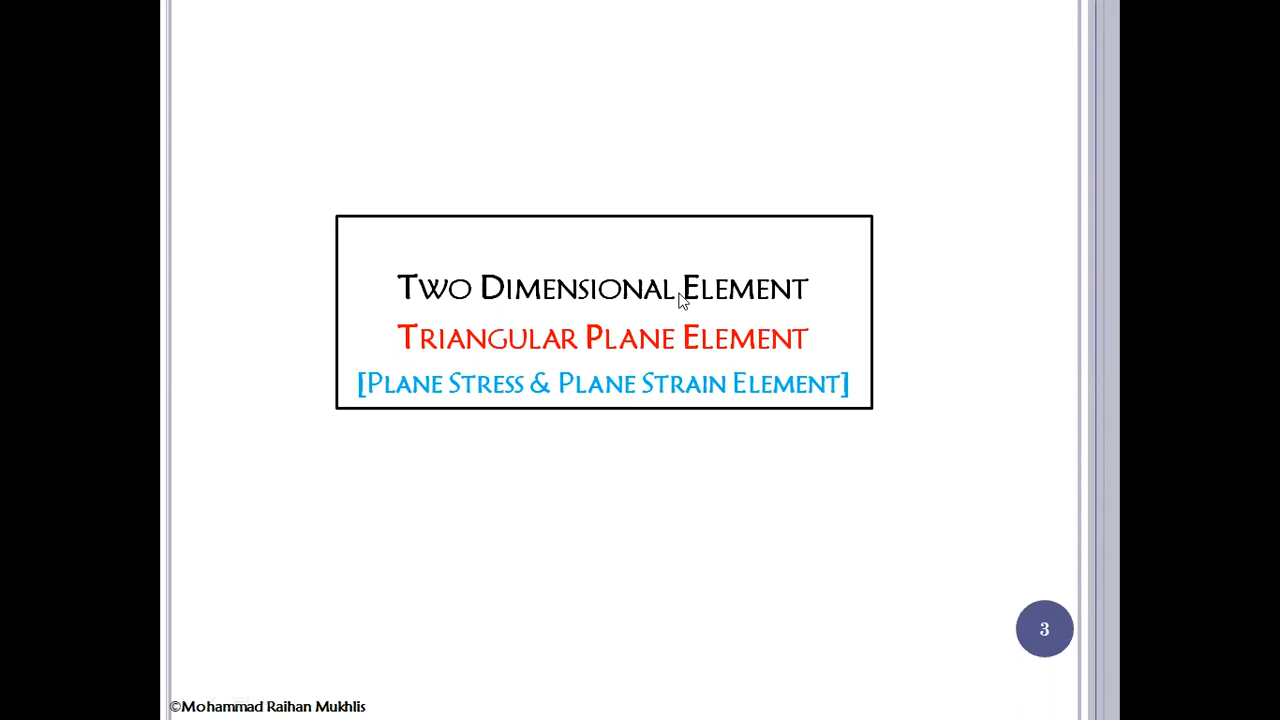 Two Dimensional Element
Triangular Plane Element
[Plane Stress & Plane Strain Element]
3
©Mohammad Raihan Mukhlis